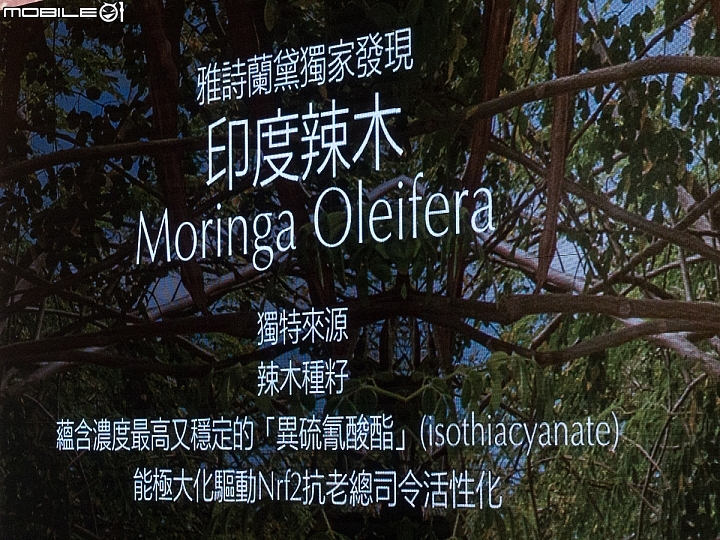 MOBILE01
雅詩蘭黛獨家發現
印度辣木
Moringa Oleifera
獨特來源
辣木種籽
蘊含濃度最高又穩定的「異硫氰酸酯」(isothiacyanate)
能極大化驅動Nrf2抗老總司令活性化